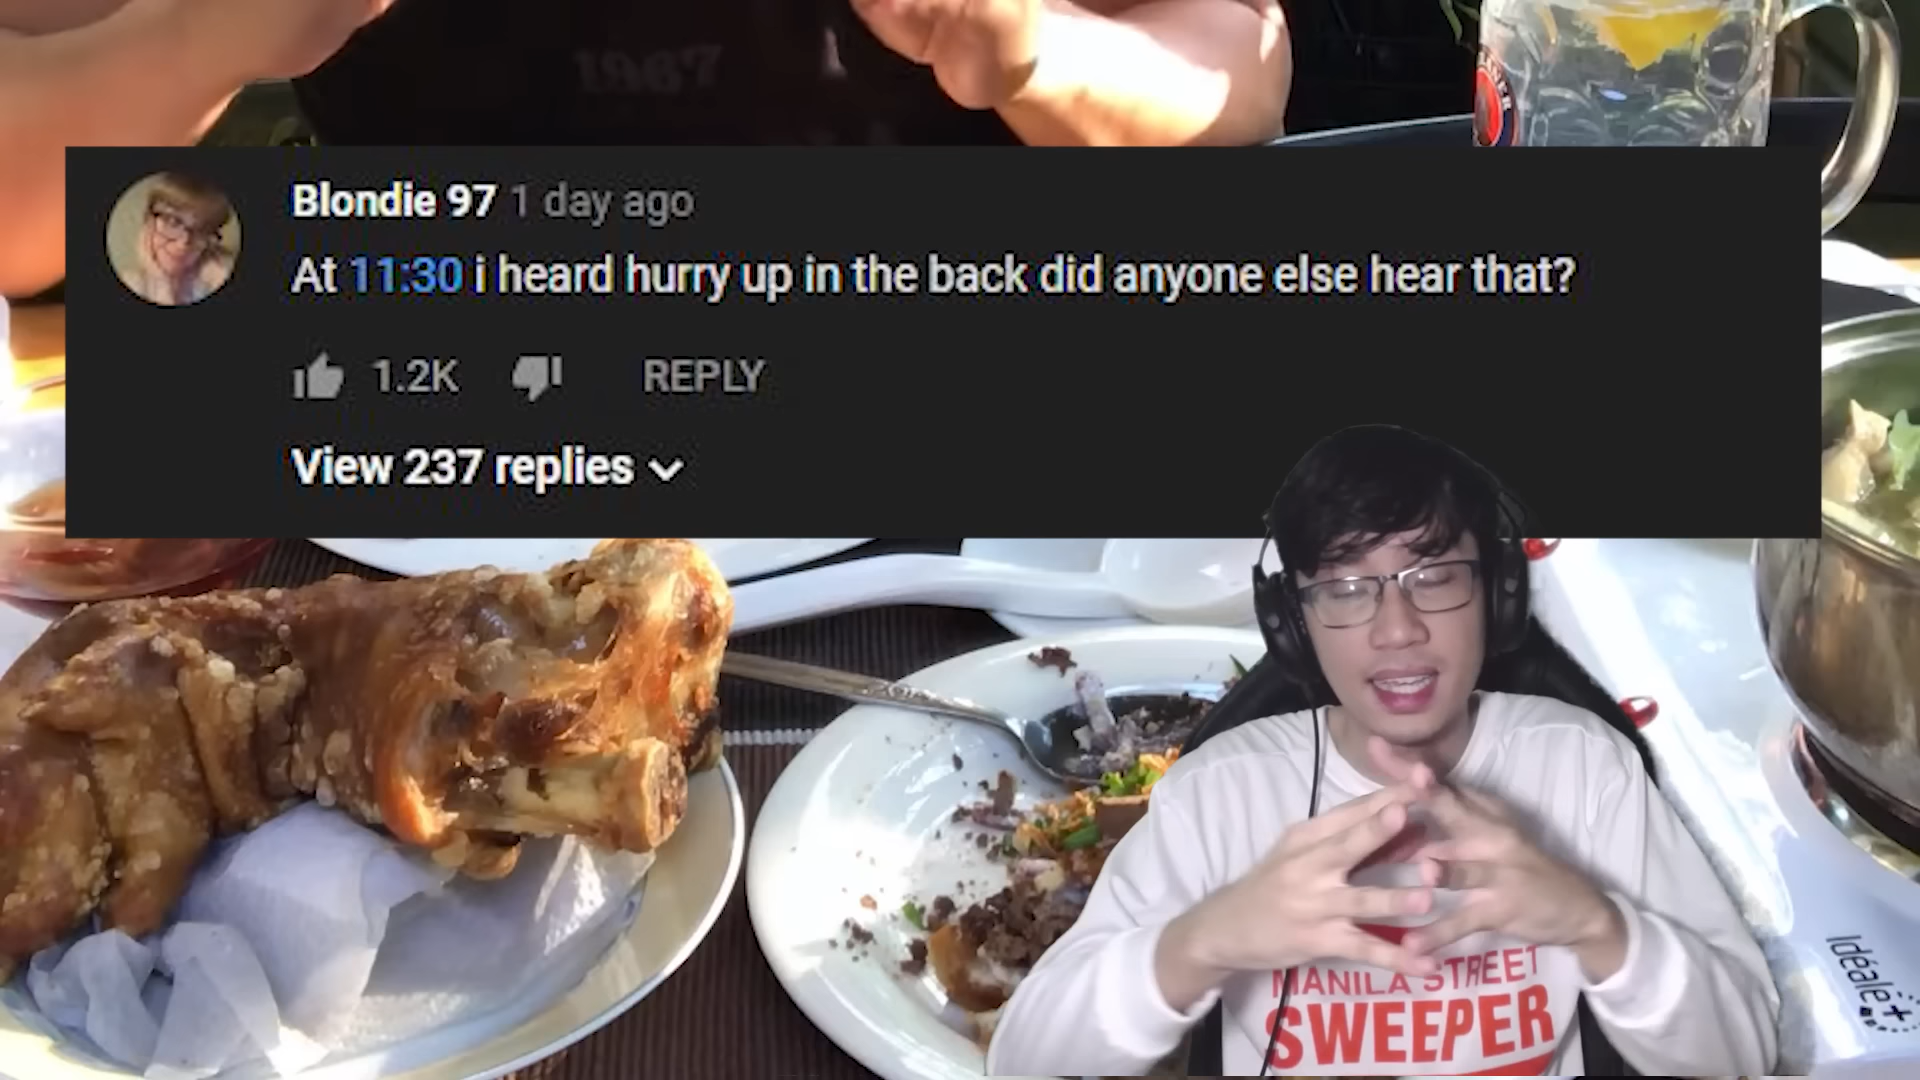 1967
Blondie 97 1 day ago
At 11:30 i heard hurry up in the back did anyone else hear that?
1.2K REPLY
View 237 replies
MANILA STREET
SWEEPER
Idéale+